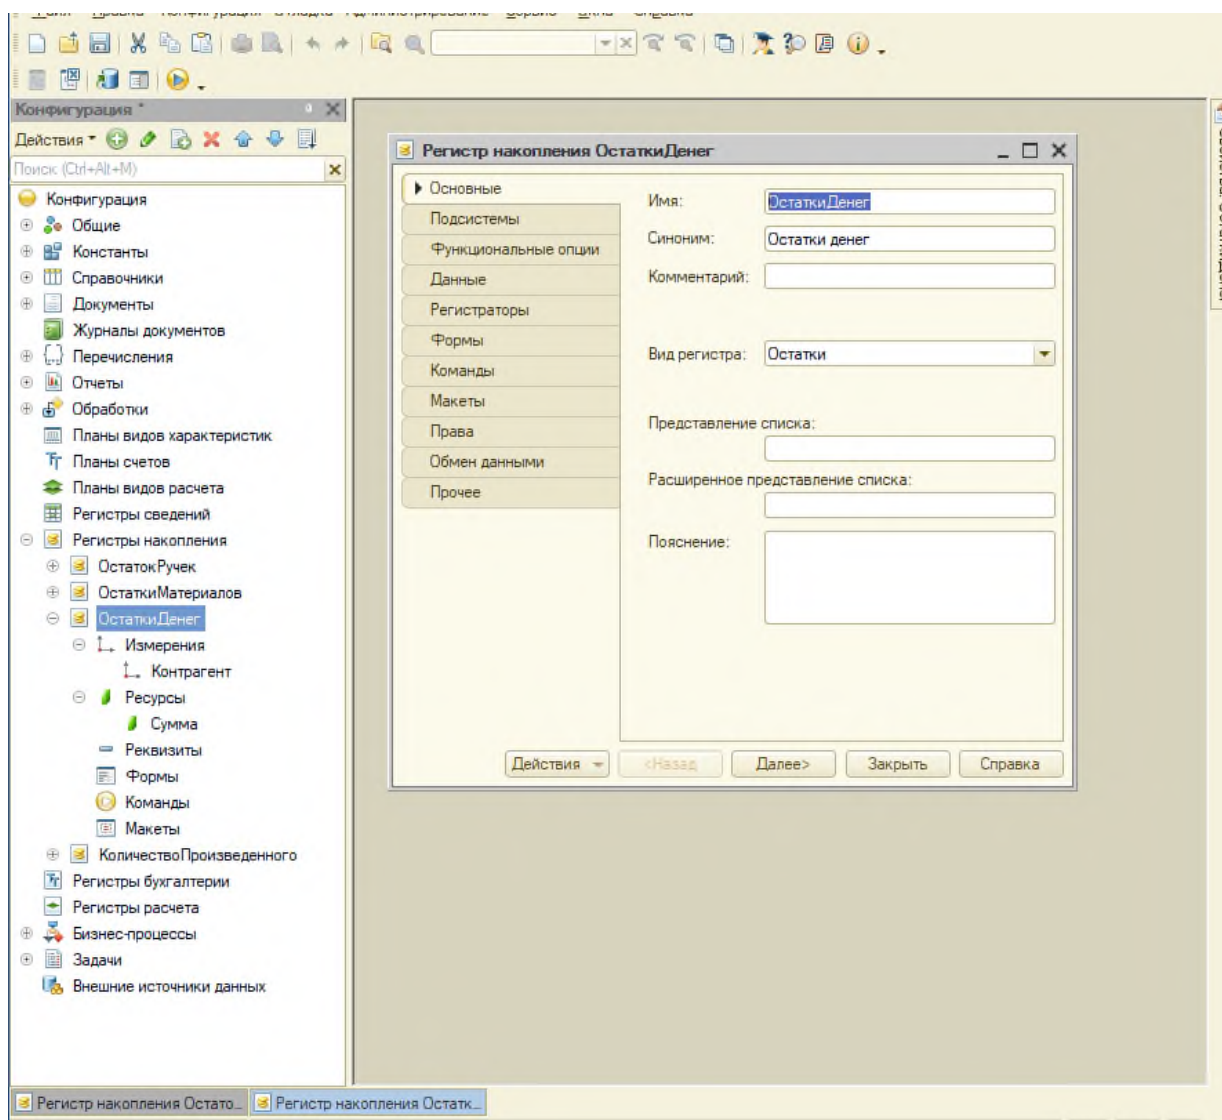 Конфигурация *
Действия
Поиск (Ctrl+Alt+M)
Конфигурация
Общие
Константы
Справочники
Документы
Журналы документов
Перечисления
Отчеты
Обработки
Планы видов характеристик
Планы счетов
Планы видов расчета
Регистры сведений
Регистры накопления
ОстатокРучек
ОстаткиМатериалов
ОстаткиДенег
Измерения
Контрагент
Ресурсы
Сумма
Реквизиты
Формы
Команды
Макеты
КоличествоПроизведенного
Регистры бухгалтерии
Регистры расчета
Бизнес-процессы
Задачи
Внешние источники данных
Регистр накопления ОстаткиДенег
Основные
Подсистемы
Функциональные опции
Данные
Регистраторы
Формы
Команды
Макеты
Права
Обмен данными
Прочее
Имя: ОстаткиДенег
Синоним: Остатки денег
Комментарий:
Вид регистра: Остатки
Представление списка:
Расширенное представление списка:
Пояснение:
Действия <Назад Далее> Закрыть Справка
Регистр накопления Остато... Регистр накопления Остатк...